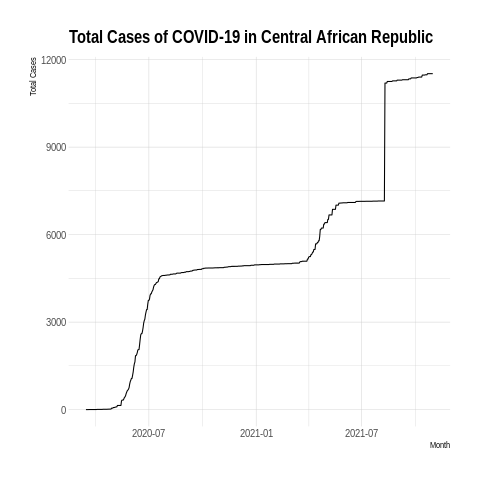 Total Cases of COVID-19 in Central African Republic
Total Cases
12000
9000
6000
3000
0
2020-07
2021-01
2021-07
Month